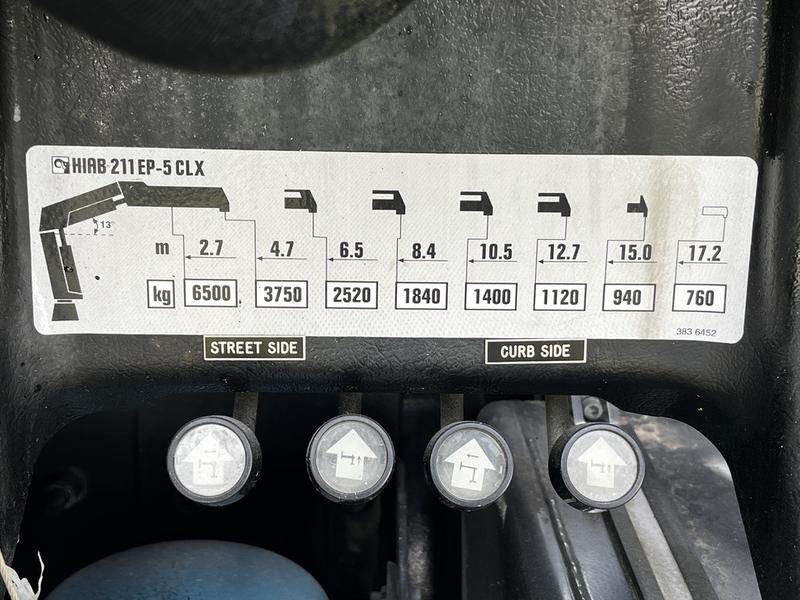 HIAB 211 EP-5 CLX
13°
m 2.7 4.7 6.5 8.4 10.5 12.7 15.0 17.2
kg 6500 3750 2520 1840 1400 1120 940 760
383 6452
STREET SIDE CURB SIDE